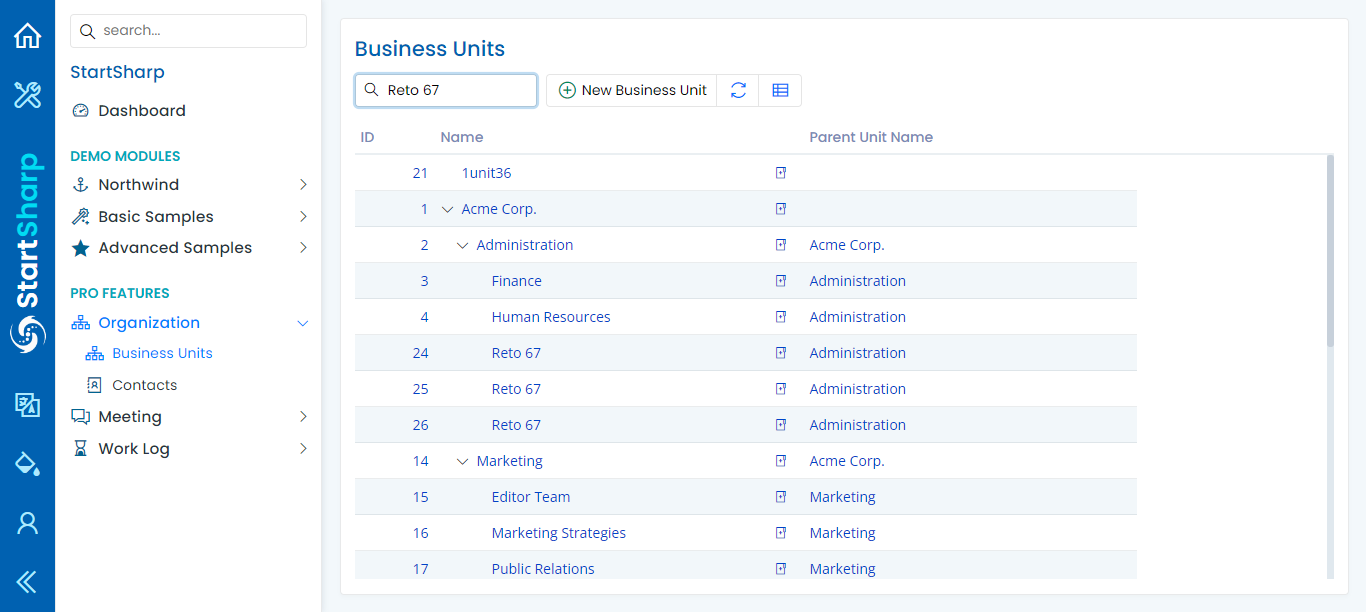 StartSharp
search...
StartSharp
Dashboard
DEMO MODULES
Northwind
Basic Samples
Advanced Samples
PRO FEATURES
Organization
Business Units
Contacts
Meeting
Work Log
Business Units
Reto 67 New Business Unit
ID Name Parent Unit Name
21 1unit36
1 Acme Corp.
2 Administration Acme Corp.
3 Finance Administration
4 Human Resources Administration
24 Reto 67 Administration
25 Reto 67 Administration
26 Reto 67 Administration
14 Marketing Acme Corp.
15 Editor Team Marketing
16 Marketing Strategies Marketing
17 Public Relations Marketing